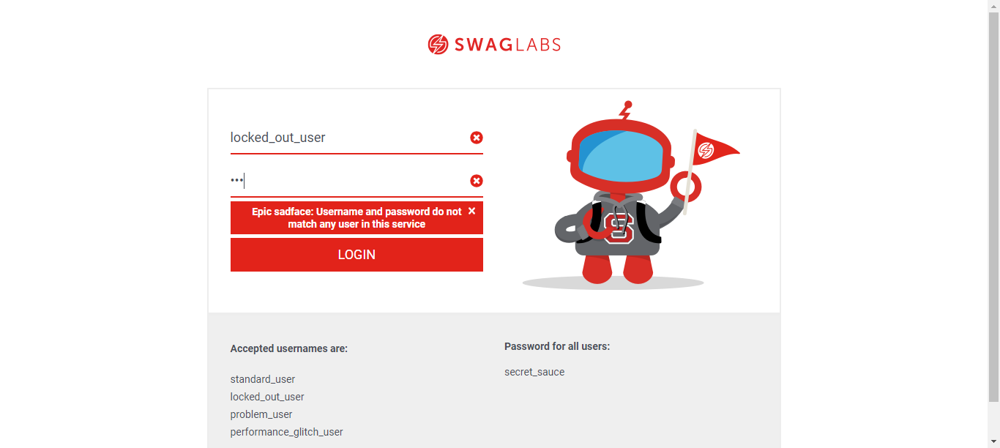 SWAGLABS
locked_out_user
•••
Epic sadface: Username and password do not
match any user in this service
LOGIN
S
Accepted usernames are:
standard_user
locked_out_user
problem_user
performance_glitch_user
Password for all users:
secret_sauce